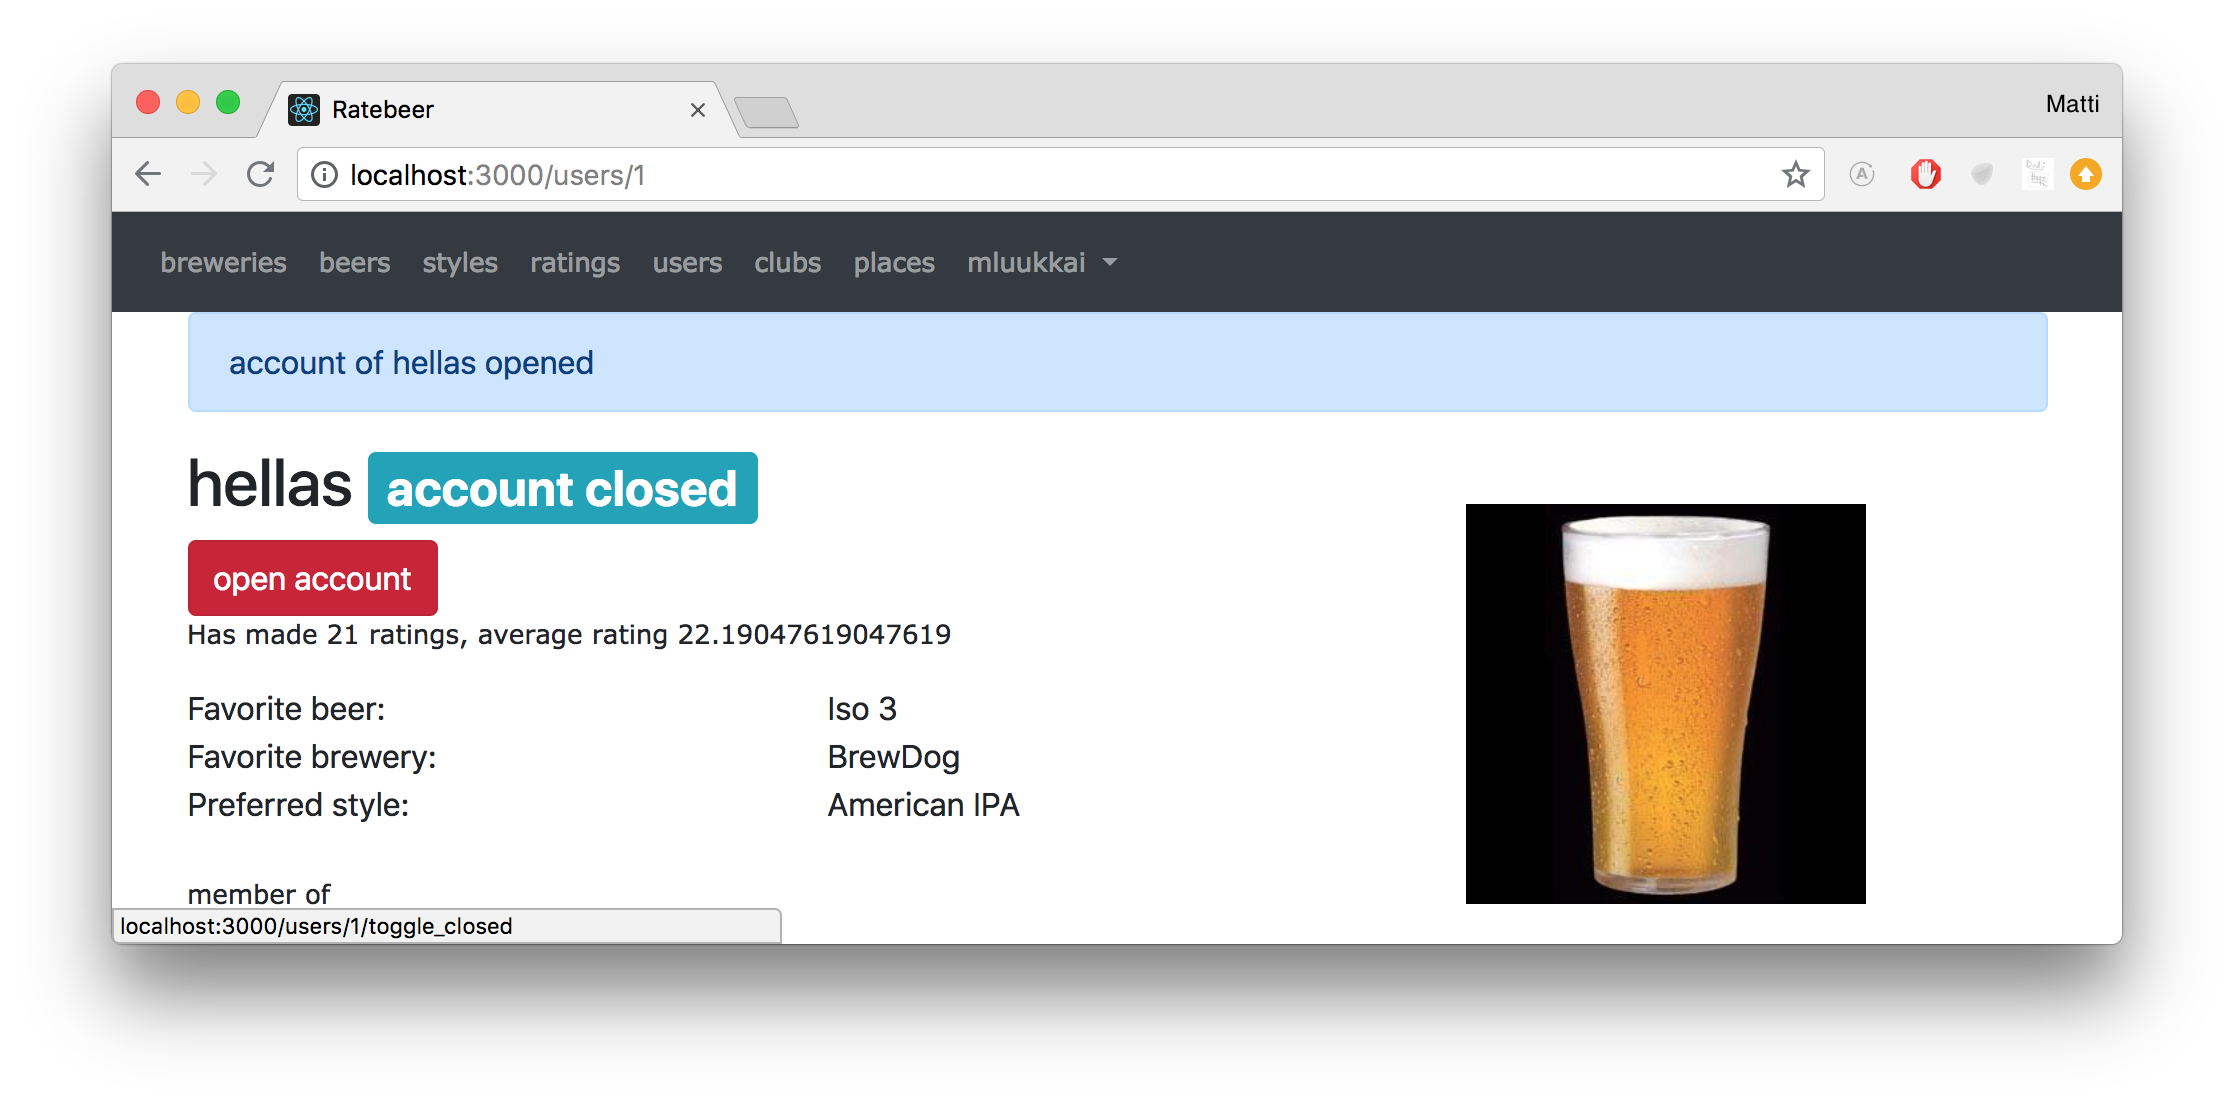 Ratebeer
Matti
localhost:3000/users/1
breweries beers styles ratings users clubs places mluukkai
account of hellas opened
hellas account closed
open account
Has made 21 ratings, average rating 22.19047619047619
Favorite beer: Iso 3
Favorite brewery: BrewDog
Preferred style: American IPA
member of
localhost:3000/users/1/toggle_closed